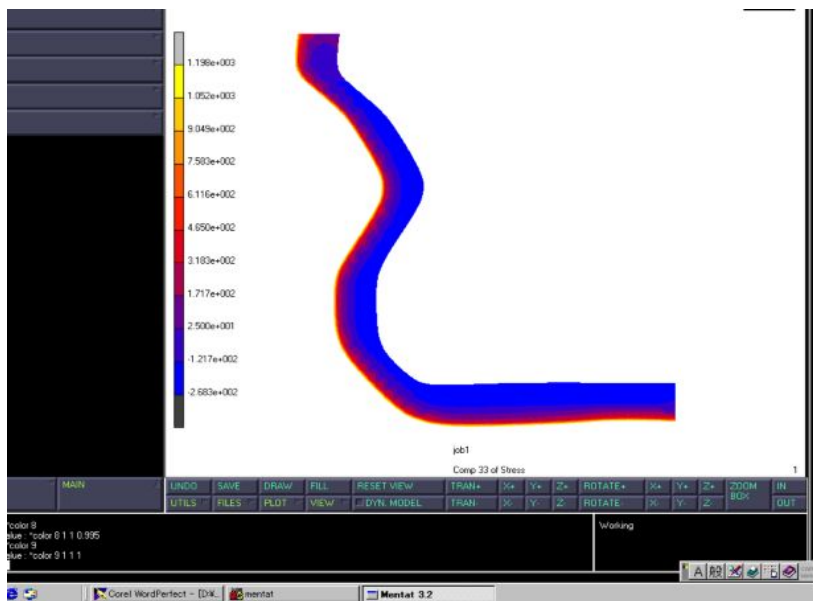 1.198e+003
1.052e+003
9.049e+002
7.583e+002
6.116e+002
4.650e+002
3.183e+002
1.717e+002
2.500e+001
-1.217e+002
-2.683e+002
job1
Comp 33 of Stress
1
MAIN
UNDO SAVE DRAW FILL RESET VIEW TRAN+ X+ Y+ Z+ ROTATE+ X+ Y+ Z+ ZOOM BOX IN
UTILS FILES PLOT VIEW DYN. MODEL TRAN- X- Y- Z- ROTATE- X- Y- Z- OUT
*color 8
alue : *color 8 1 1 0.995
*color 9
alue : *color 9 1 1 1
Working
A 般
Corel WordPerfect - [D:¥... mentat Mentat 3.2